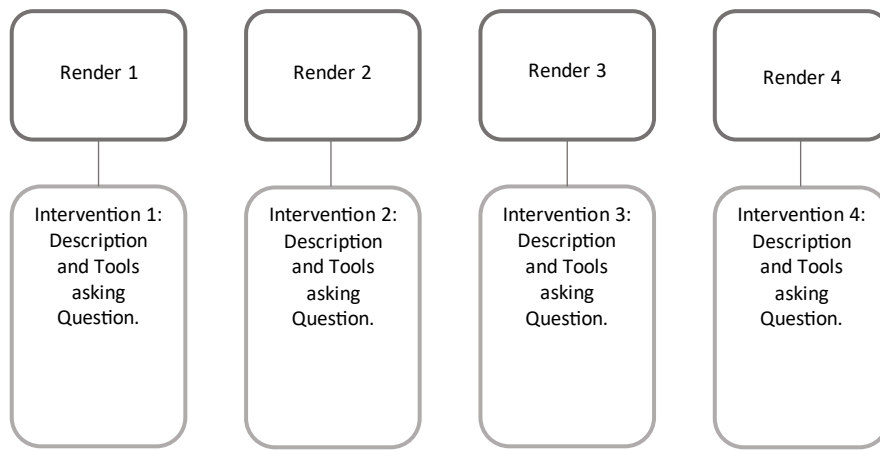 Render 1
Render 2
Render 3
Render 4
Intervention 1:
Description
and Tools
asking
Question.
Intervention 2:
Description
and Tools
asking
Question.
Intervention 3:
Description
and Tools
asking
Question.
Intervention 4:
Description
and Tools
asking
Question.